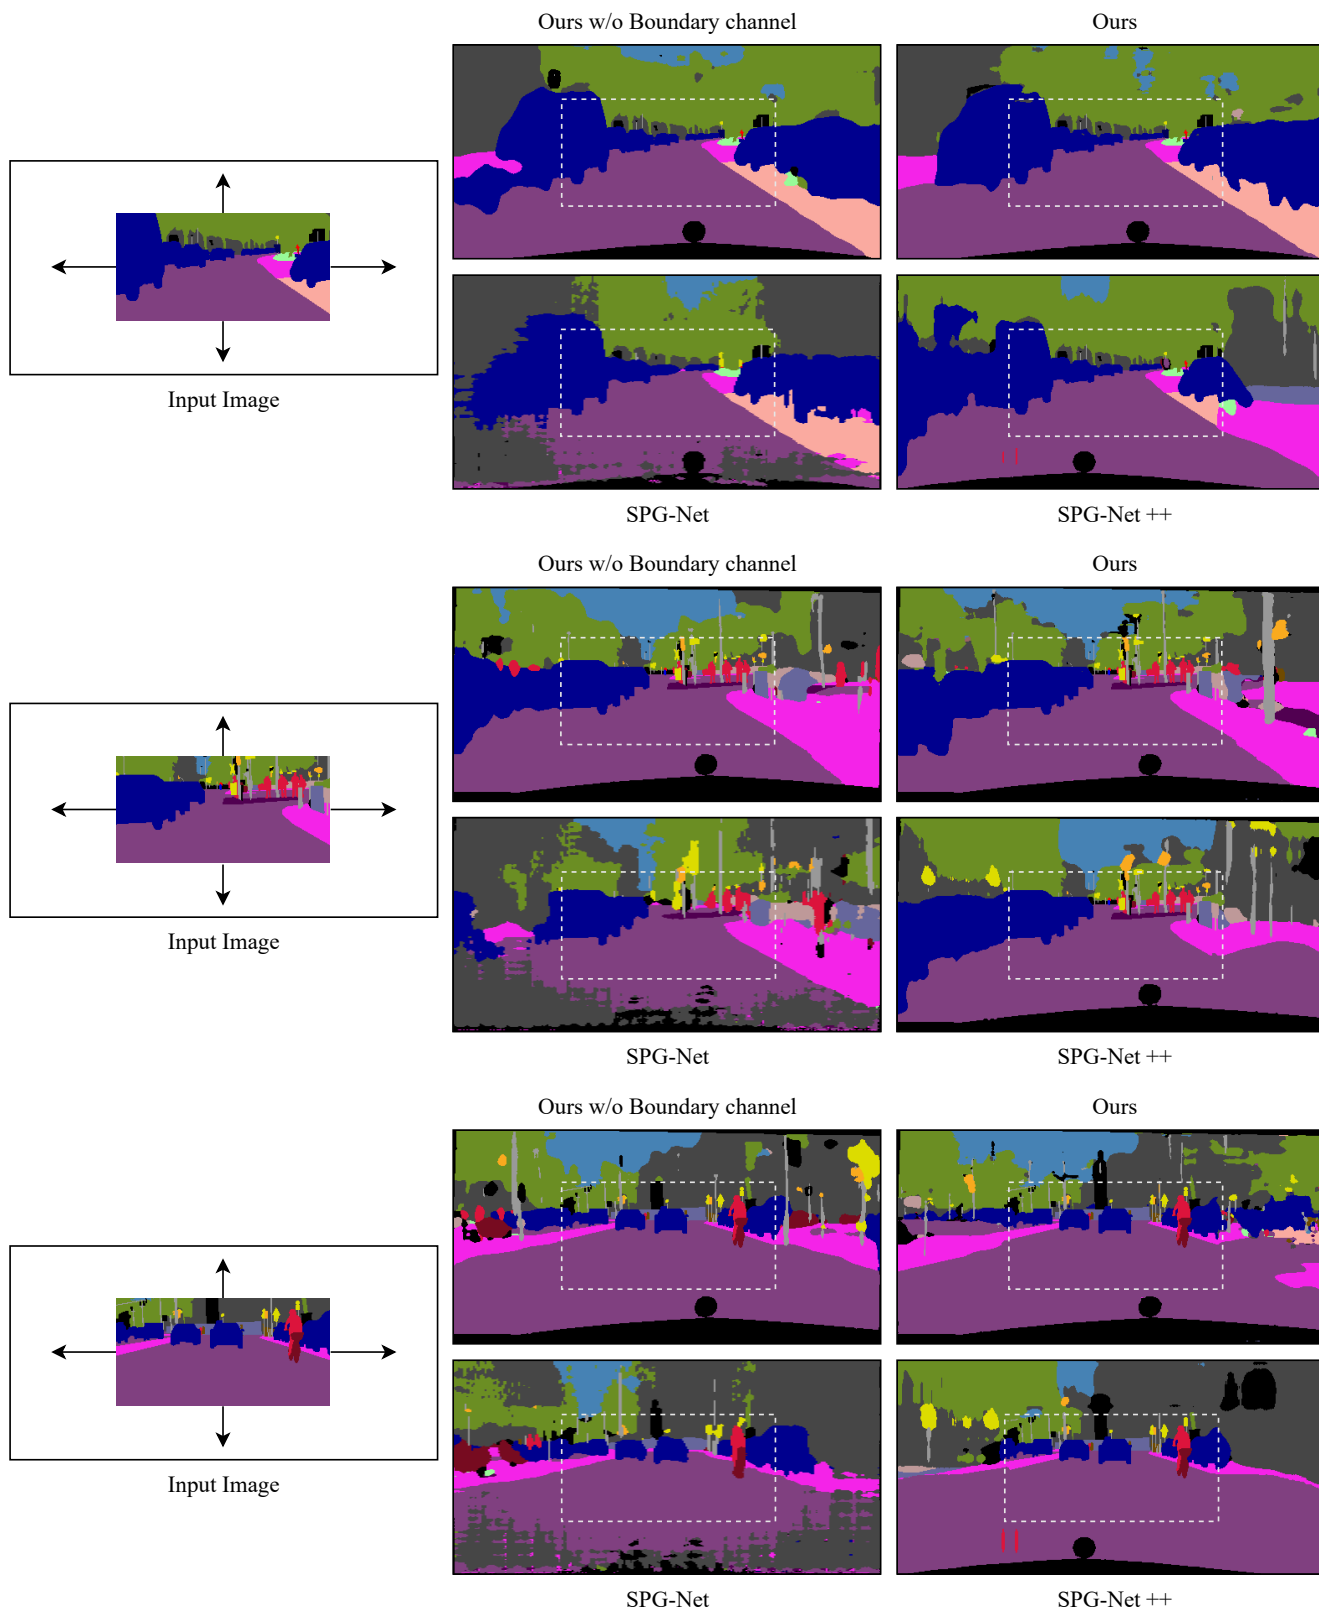 Ours w/o Boundary channel
Ours
Input Image
SPG-Net
SPG-Net ++
Ours w/o Boundary channel
Ours
Input Image
SPG-Net
SPG-Net ++
Ours w/o Boundary channel
Ours
Input Image
SPG-Net
SPG-Net ++